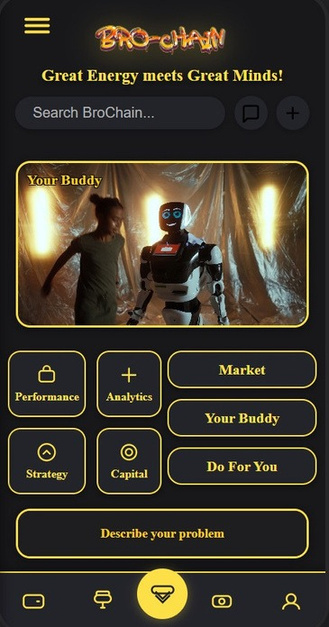 BRO-CHAIN
Great Energy meets Great Minds!
Search BroChain...
Your Buddy
Performance
Analytics
Market
Your Buddy
Strategy
Capital
Do For You
Describe your problem